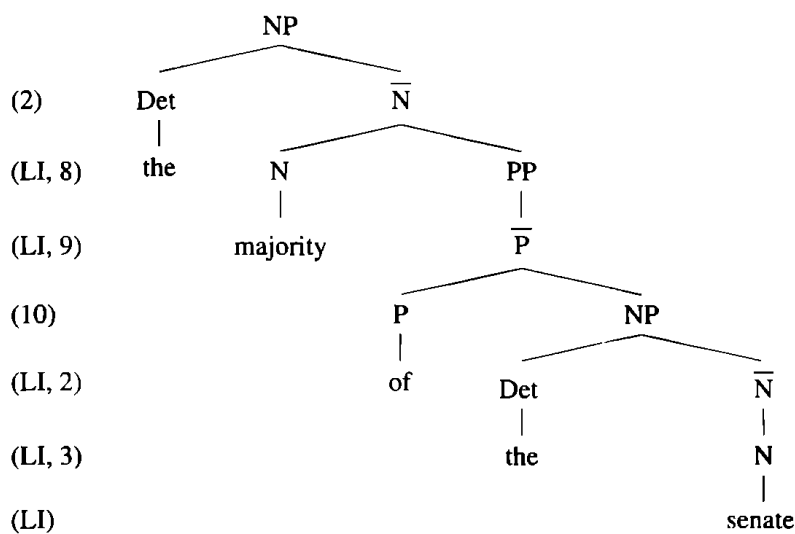 NP
(2) Det N̅
(LI, 8) the N PP
(LI, 9) majority P̅
(10) P NP
(LI, 2) of Det N̅
(LI, 3) the N
(LI) senate